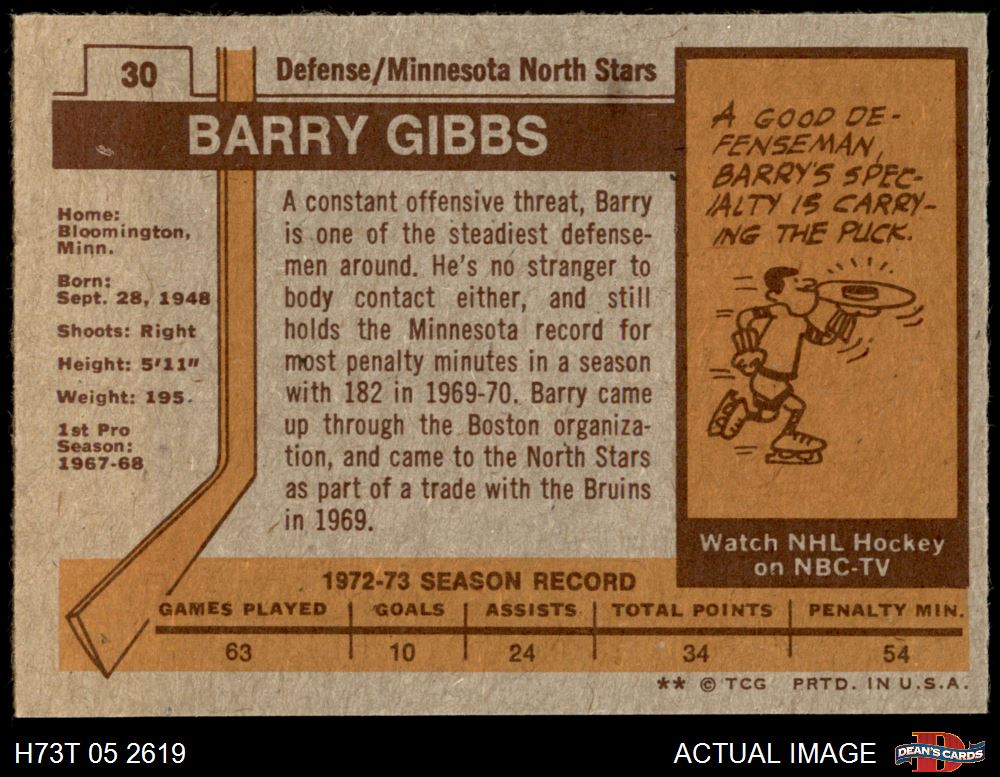 30
Defense/Minnesota North Stars
BARRY GIBBS
Home:
Bloomington,
Minn.
Born:
Sept. 28, 1948
Shoots: Right
Height: 5'11"
Weight: 195.
1st Pro
Season:
1967-68
A constant offensive threat, Barry
is one of the steadiest defense-
men around. He's no stranger to
body contact either, and still
holds the Minnesota record for
most penalty minutes in a season
with 182 in 1969-70. Barry came
up through the Boston organiza-
tion, and came to the North Stars
as part of a trade with the Bruins
in 1969.
A GOOD DE-
FENSEMAN,
BARRY'S SPEC-
IALTY IS CARRY-
ING THE PUCK.
Watch NHL Hockey
on NBC-TV
1972-73 SEASON RECORD
GAMES PLAYED GOALS ASSISTS TOTAL POINTS PENALTY MIN.
63 10 24 34 54
** © TCG PRTD. IN U.S.A.
H73T 05 2619
ACTUAL IMAGE
D
DEAN'S CARDS